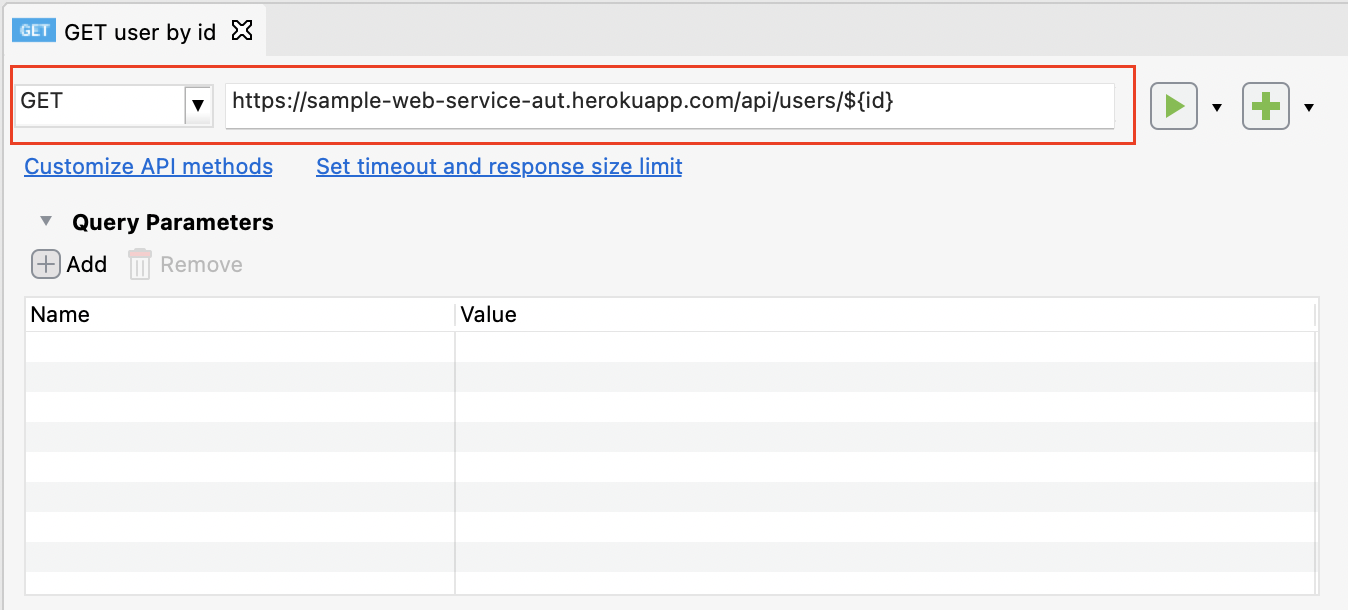 GET GET user by id
GET https://sample-web-service-aut.herokuapp.com/api/users/${id}
Customize API methods Set timeout and response size limit
Query Parameters
Add Remove
Name Value